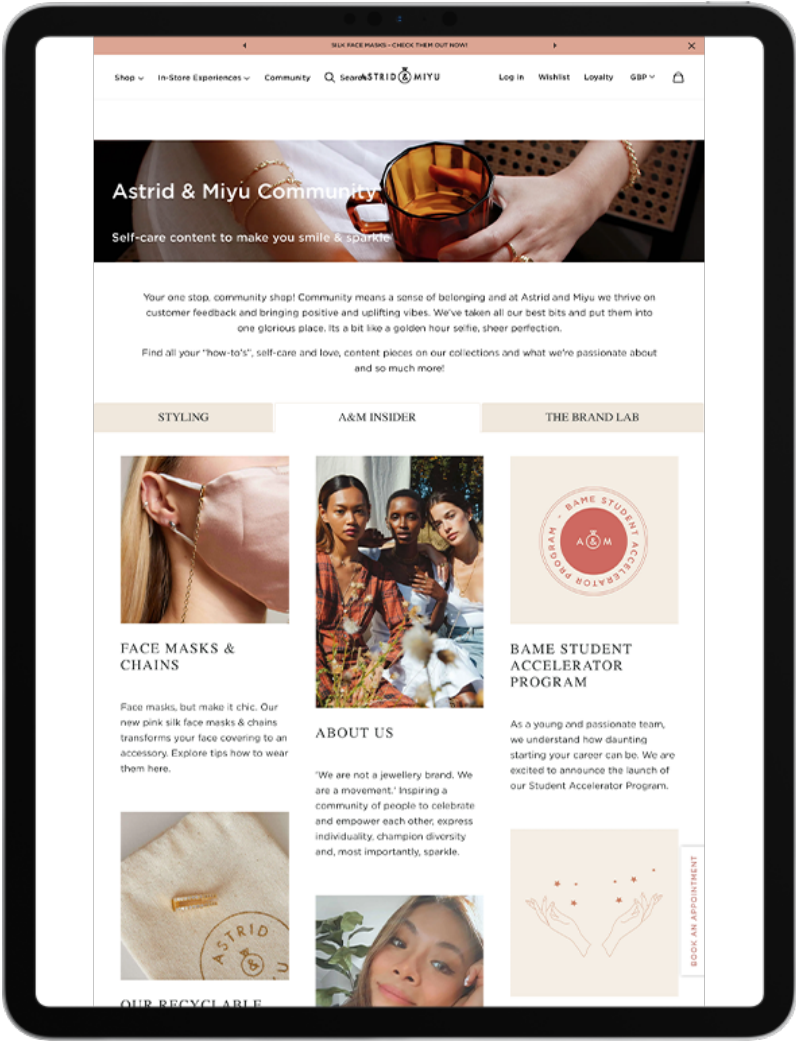 SILK FACE MASKS - CHECK THEM OUT NOW!
Shop In-Store Experiences Community Search ASTRID & MIYU Log in Wishlist Loyalty GBP
Astrid & Miyu Community
Self-care content to make you smile & sparkle
Your one stop, community shop! Community means a sense of belonging and at Astrid and Miyu we thrive on
customer feedback and bringing positive and uplifting vibes. We've taken all our best bits and put them into
one glorious place. Its a bit like a golden hour selfie, sheer perfection.
Find all your "how-to's", self-care and love, content pieces on our collections and what we're passionate about
and so much more!
STYLING A&M INSIDER THE BRAND LAB
FACE MASKS &
CHAINS
Face masks, but make it chic. Our
new pink silk face masks & chains
transforms your face covering to an
accessory. Explore tips how to wear
them here.
ASTRID
&
U
OUR RECYCLABLE
ABOUT US
'We are not a jewellery brand. We
are a movement.' Inspiring a
community of people to celebrate
and empower each other, express
individuality, champion diversity
and, most importantly, sparkle.
BAME STUDENT ACCELERATOR PROGRAM -
A & M
BAME STUDENT
ACCELERATOR
PROGRAM
As a young and passionate team,
we understand how daunting
starting your career can be. We are
excited to announce the launch of
our Student Accelerator Program.
BOOK AN APPOINTMENT